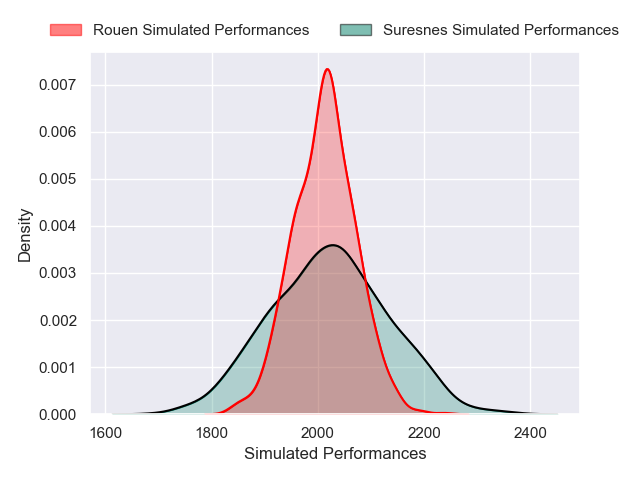 Rouen Simulated Performances Suresnes Simulated Performances
0.007
0.006
0.005
0.004
0.003
0.002
0.001
0.000
Density
1600 1800 2000 2200 2400
Simulated Performances